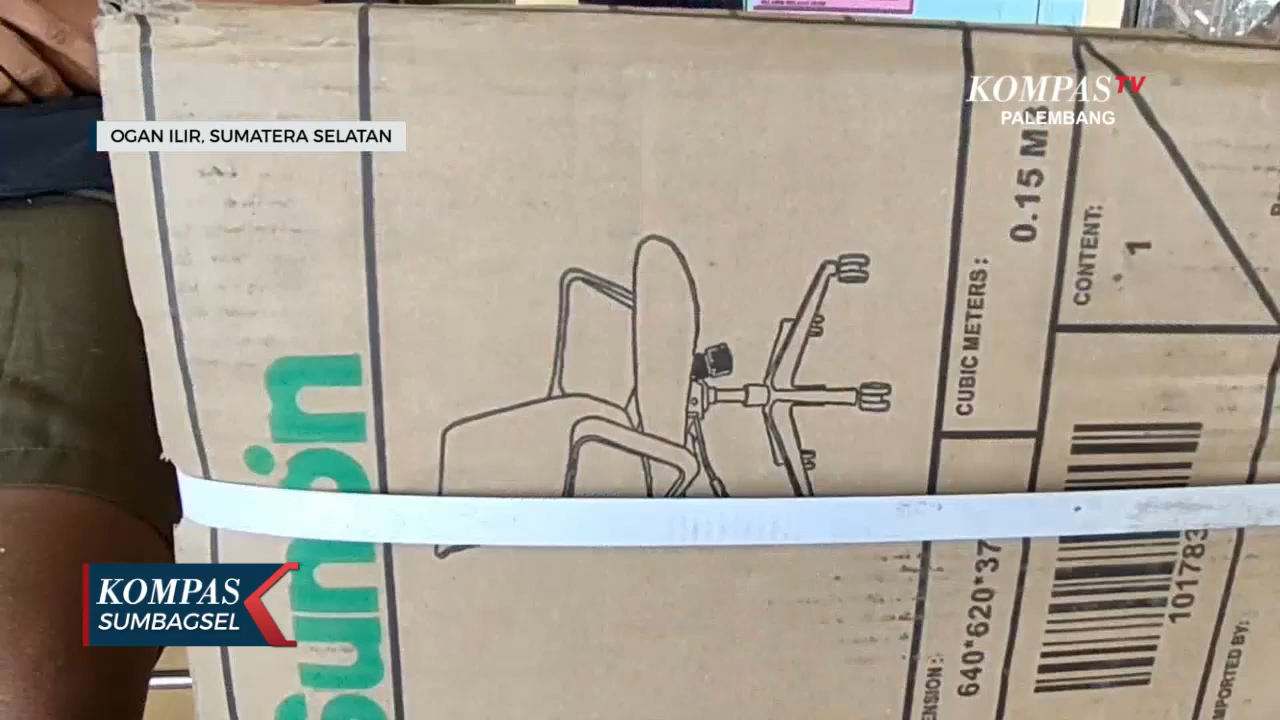 KOMPAS TV
PALEMBANG
OGAN ILIR, SUMATERA SELATAN
CUBIC METERS:
0.15 M3
CONTENT:
1
640*620*37
101783
KOMPAS
SUMBAGSEL